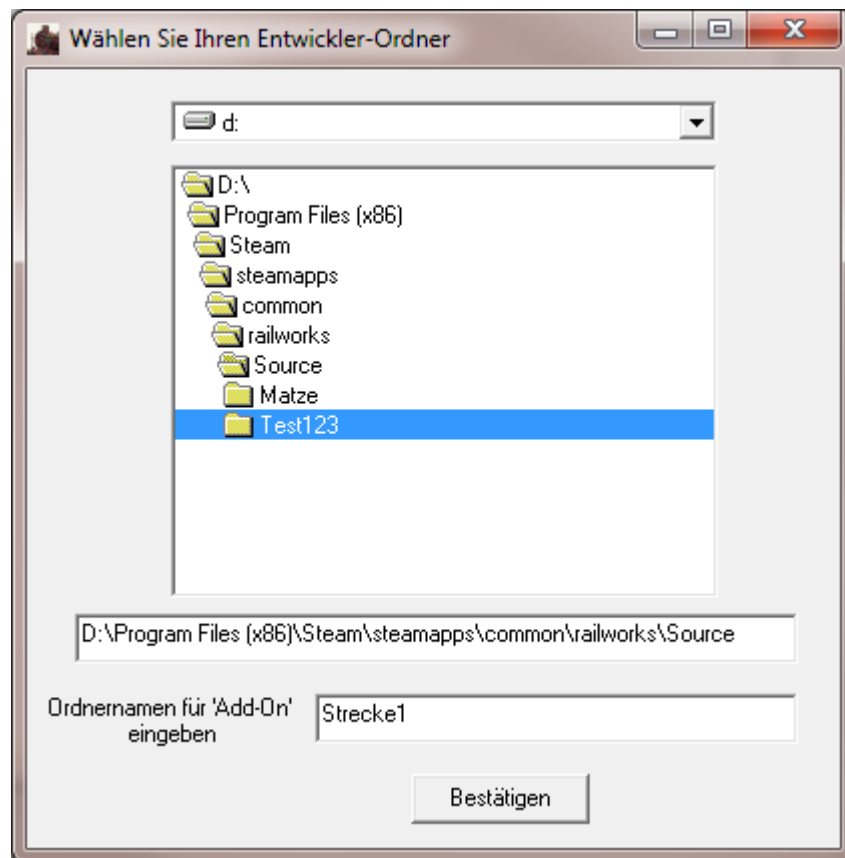 Wählen Sie Ihren Entwickler-Ordner
d:
D:\
Program Files (x86)
Steam
steamapps
common
railworks
Source
Matze
Test123
D:\Program Files (x86)\Steam\steamapps\common\railworks\Source
Ordnernamen für 'Add-On'
eingeben
Strecke1
Bestätigen